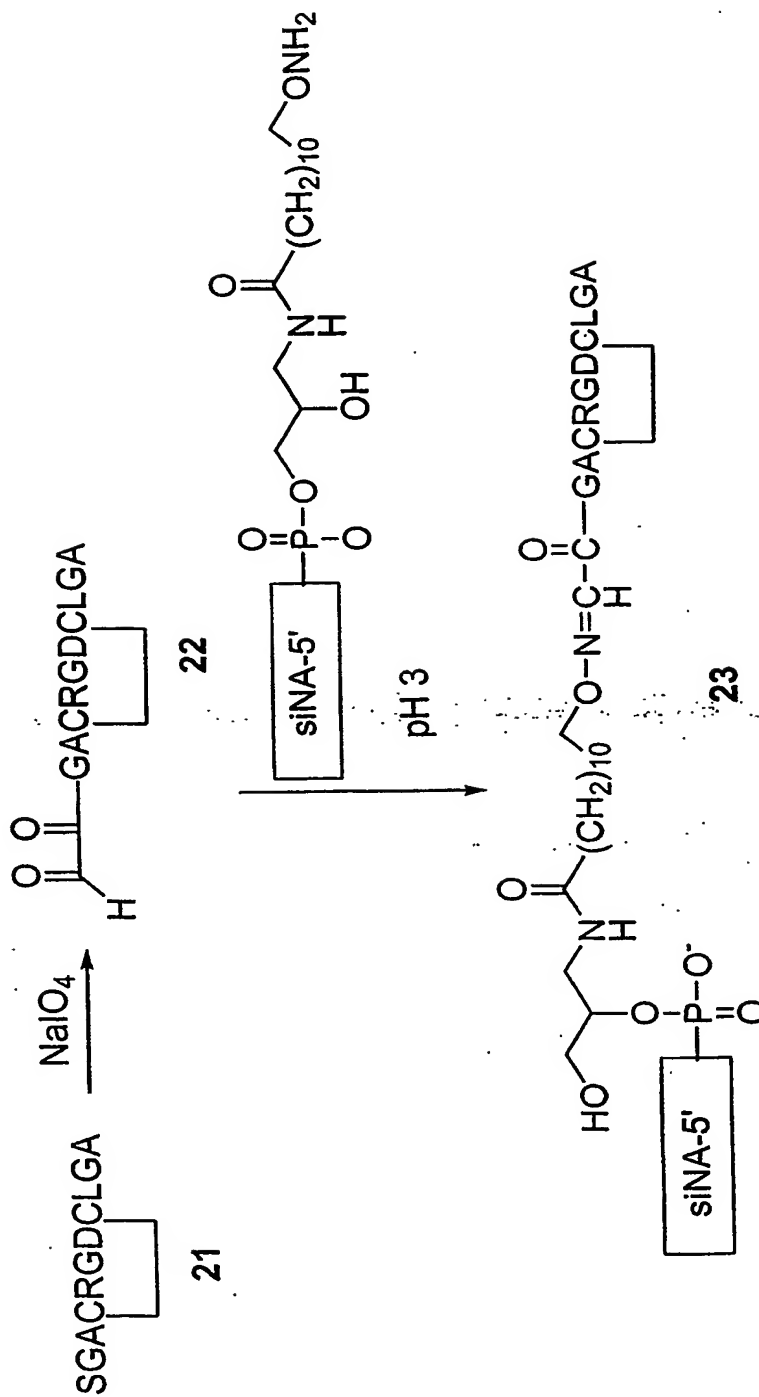 SGACRGDCLGA
21
NaIO4
O O
H
GACRGDCLGA
22
siNA-5'
O
P
O
O
OH
N
H
O
(CH2)10
ONH2
pH 3
siNA-5'
HO
O
P
O-
O
N
H
O
(CH2)10
O-N=C
H
C
O
GACRGDCLGA
23